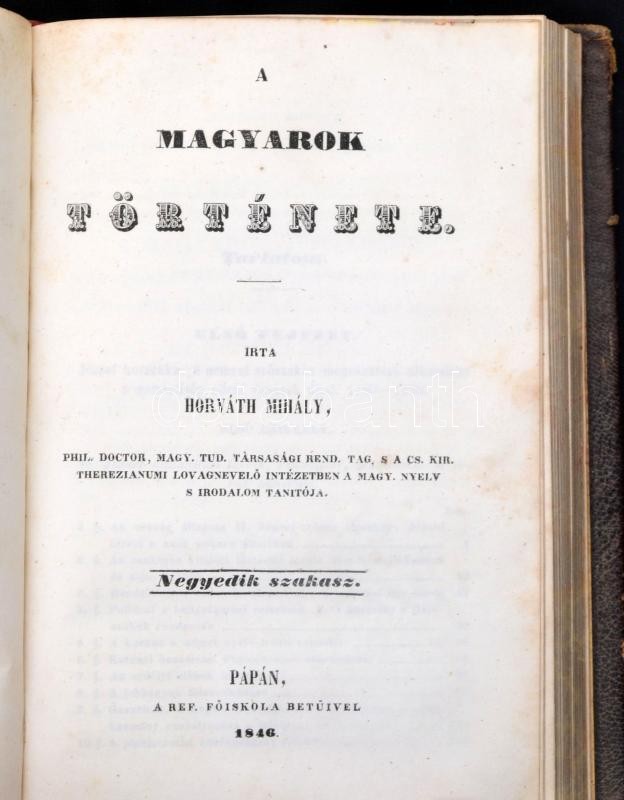 A
MAGYAROK
TÖRTÉNETE.
IRTA
HORVÁTH MIHÁLY,
PHIL. DOCTOR, MAGY. TUD. TÁRSASÁGI REND. TAG, S A CS. KIR.
THEREZIANUMI LOVAGNEVELŐ INTÉZETBEN A MAGY. NYELV
S IRODALOM TANITÓJA.
Negyedik szakasz.
PÁPÁN,
A REF. FŐISKOLA BETŰIVEL
1846.